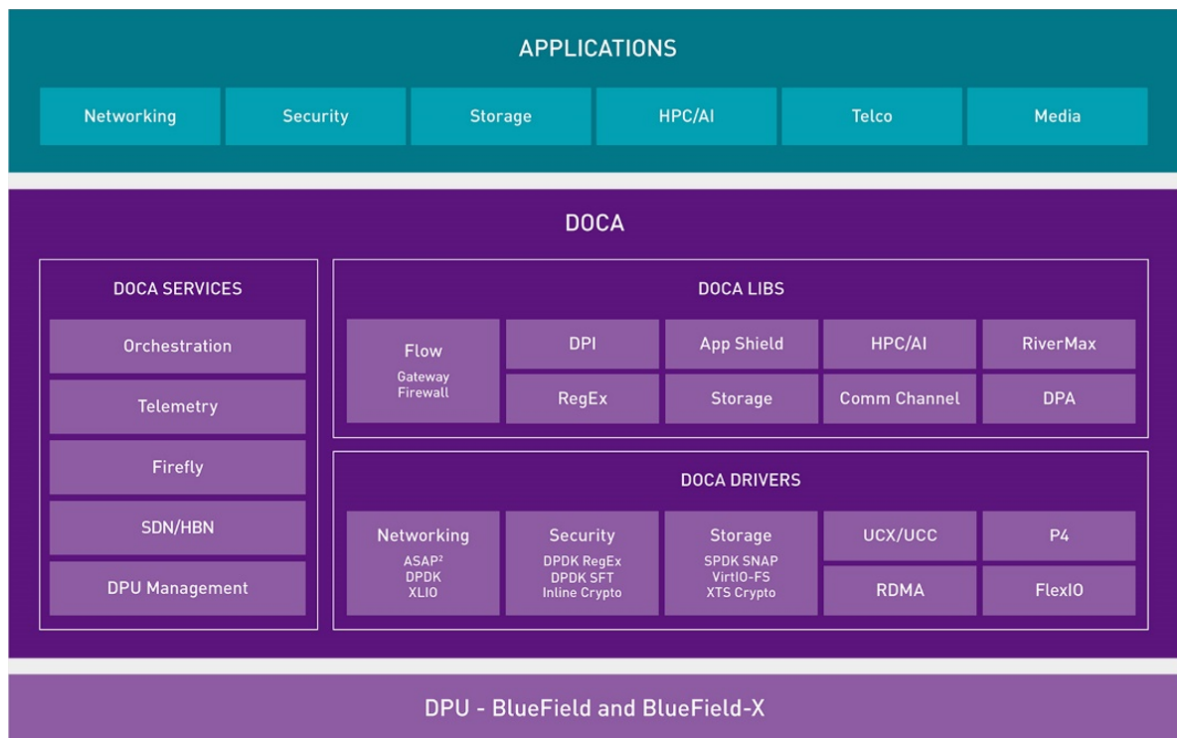 APPLICATIONS
Networking
Security
Storage
HPC/AI
Telco
Media
DOCA
DOCA SERVICES
Orchestration
Telemetry
Firefly
SDN/HBN
DPU Management
DOCA LIBS
Flow
Gateway
Firewall
DPI
App Shield
HPC/AI
RiverMax
RegEx
Storage
Comm Channel
DPA
DOCA DRIVERS
Networking
ASAP²
DPDK
XLIO
Security
DPDK RegEx
DPDK SFT
Inline Crypto
Storage
SPDK SNAP
VirtIO-FS
XTS Crypto
UCX/UCC
P4
RDMA
FlexIO
DPU - BlueField and BlueField-X